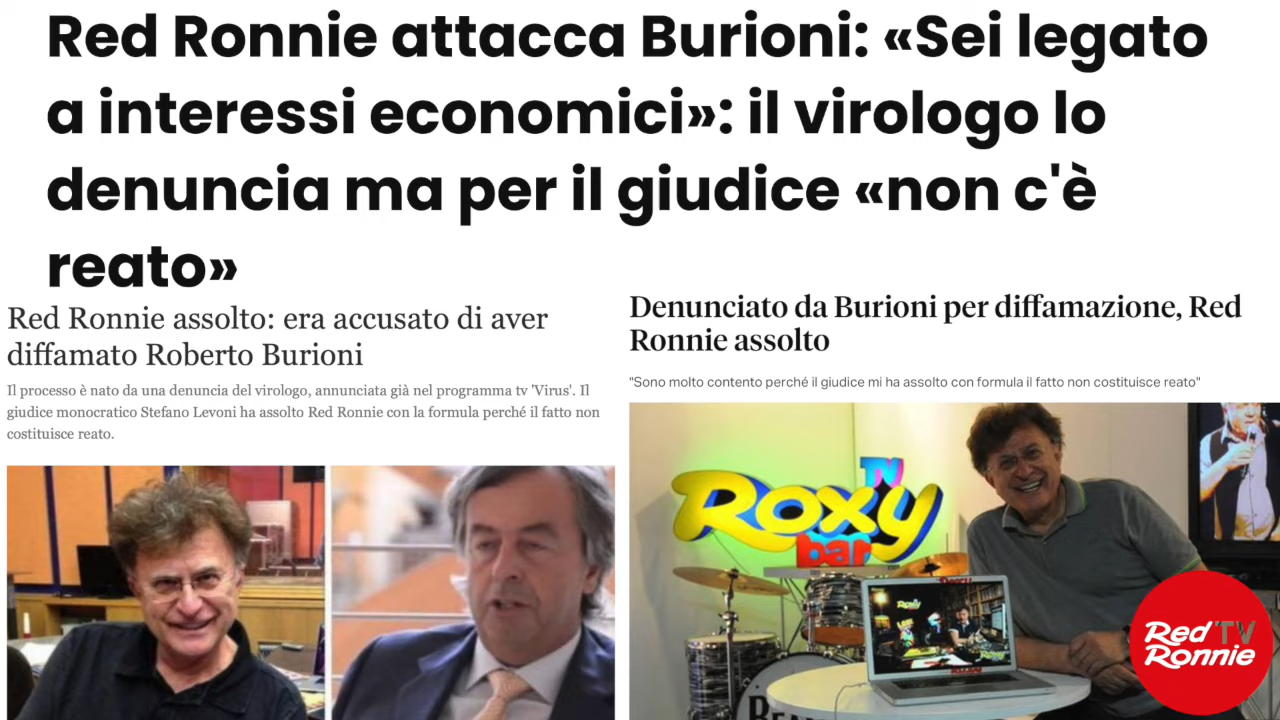 Red Ronnie attacca Burioni: «Sei legato
a interessi economici»: il virologo lo
denuncia ma per il giudice «non c'è
reato»
Red Ronnie assolto: era accusato di aver
diffamato Roberto Burioni
Il processo è nato da una denuncia del virologo, annunciata già nel programma tv 'Virus'. Il
giudice monocratico Stefano Levoni ha assolto Red Ronnie con la formula perché il fatto non
costituisce reato.
Denunciato da Burioni per diffamazione, Red
Ronnie assolto
"Sono molto contento perché il giudice mi ha assolto con formula il fatto non costituisce reato"
TV
Roxy
bar
Roxy
Red TV
Ronnie